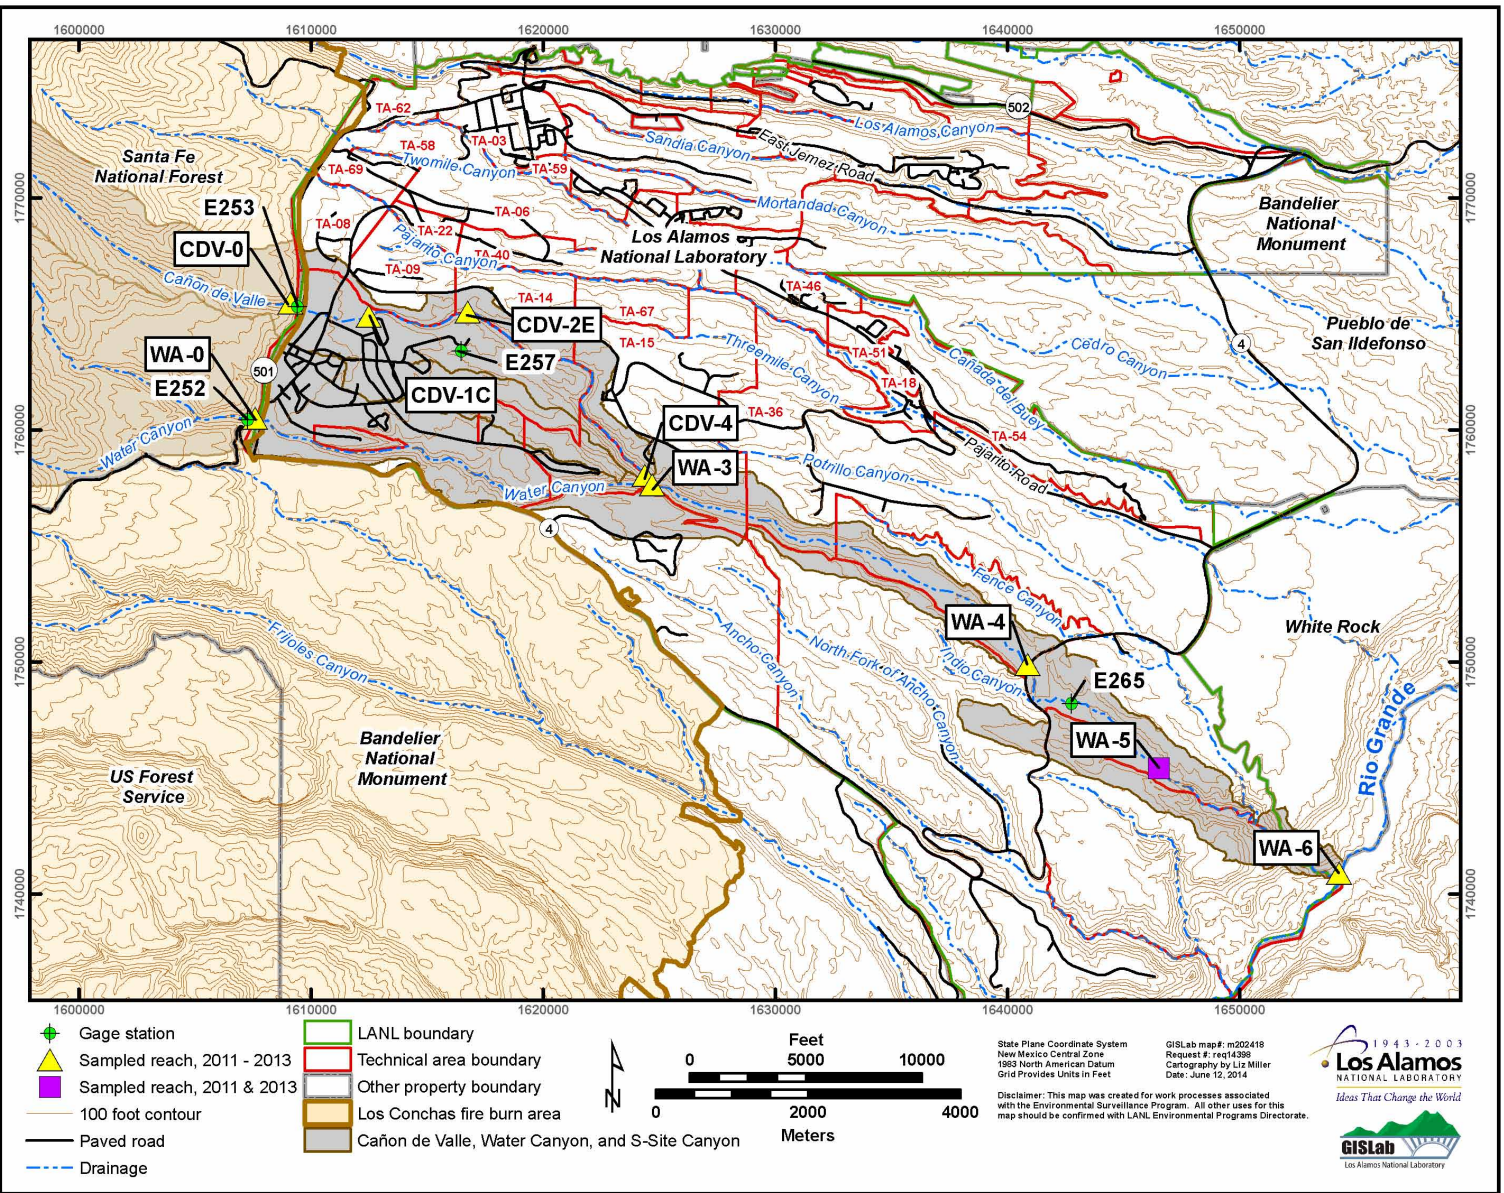 1600000
1610000
1620000
1630000
1640000
1650000
TA-62
502
Los Alamos Canyon
TA-58
TA-03
Sandia Canyon
East Jemez Road
Santa Fe
National Forest
TA-69
Twomile Canyon
TA-59
1770000
1770000
E253
TA-08
TA-22
TA-06
Mortandad Canyon
Bandelier
National
Monument
CDV-0
Pajarito Canyon
TA-40
Los Alamos
National Laboratory
Cañon de Valle
TA-09
TA-14
TA-46
CDV-2E
TA-67
Pueblo de
San Ildefonso
WA-0
E257
TA-15
Threemile Canyon
TA-51
Cañada del Buey
Cedro Canyon
4
501
E252
CDV-1C
TA-18
TA-36
CDV-4
TA-54
1760000
1760000
Water Canyon
WA-3
Potrillo Canyon
Pajarito Road
Water Canyon
4
Fence Canyon
WA-4
White Rock
Frijoles Canyon
Ancho Canyon
North Fork of Ancho Canyon
Indio Canyon
1750000
1750000
E265
WA-5
Rio Grande
Bandelier
National
Monument
US Forest
Service
WA-6
1740000
1740000
1600000
1610000
1620000
1630000
1640000
1650000
Gage station
Sampled reach, 2011 - 2013
Sampled reach, 2011 & 2013
100 foot contour
Paved road
Drainage
LANL boundary
Technical area boundary
Other property boundary
Los Conchas fire burn area
Cañon de Valle, Water Canyon, and S-Site Canyon
N
Feet
0 5000 10000
0 2000 4000
Meters
State Plane Coordinate System
New Mexico Central Zone
1983 North American Datum
Grid Provides Units in Feet
GISLab map#: m202418
Request #: req14398
Cartography by Liz Miller
Date: June 12, 2014
Disclaimer: This map was created for work processes associated
with the Environmental Surveillance Program. All other uses for this
map should be confirmed with LANL Environmental Programs Directorate.
1943-2003
Los Alamos
NATIONAL LABORATORY
Ideas That Change the World
GISLab
Los Alamos National Laboratory